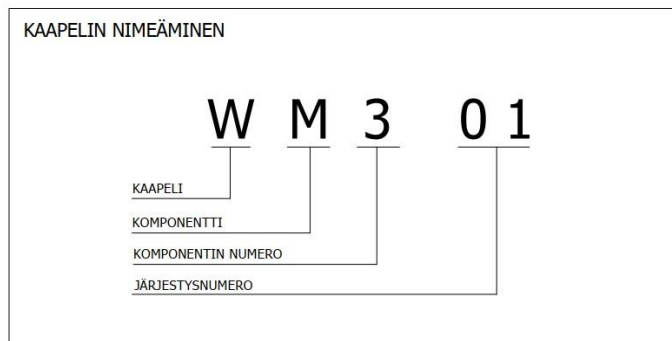 KAAPELIN NIMEÄMINEN
W M 3 0 1
KAAPELI
KOMPONENTTI
KOMPONENTIN NUMERO
JÄRJESTYSNUMERO